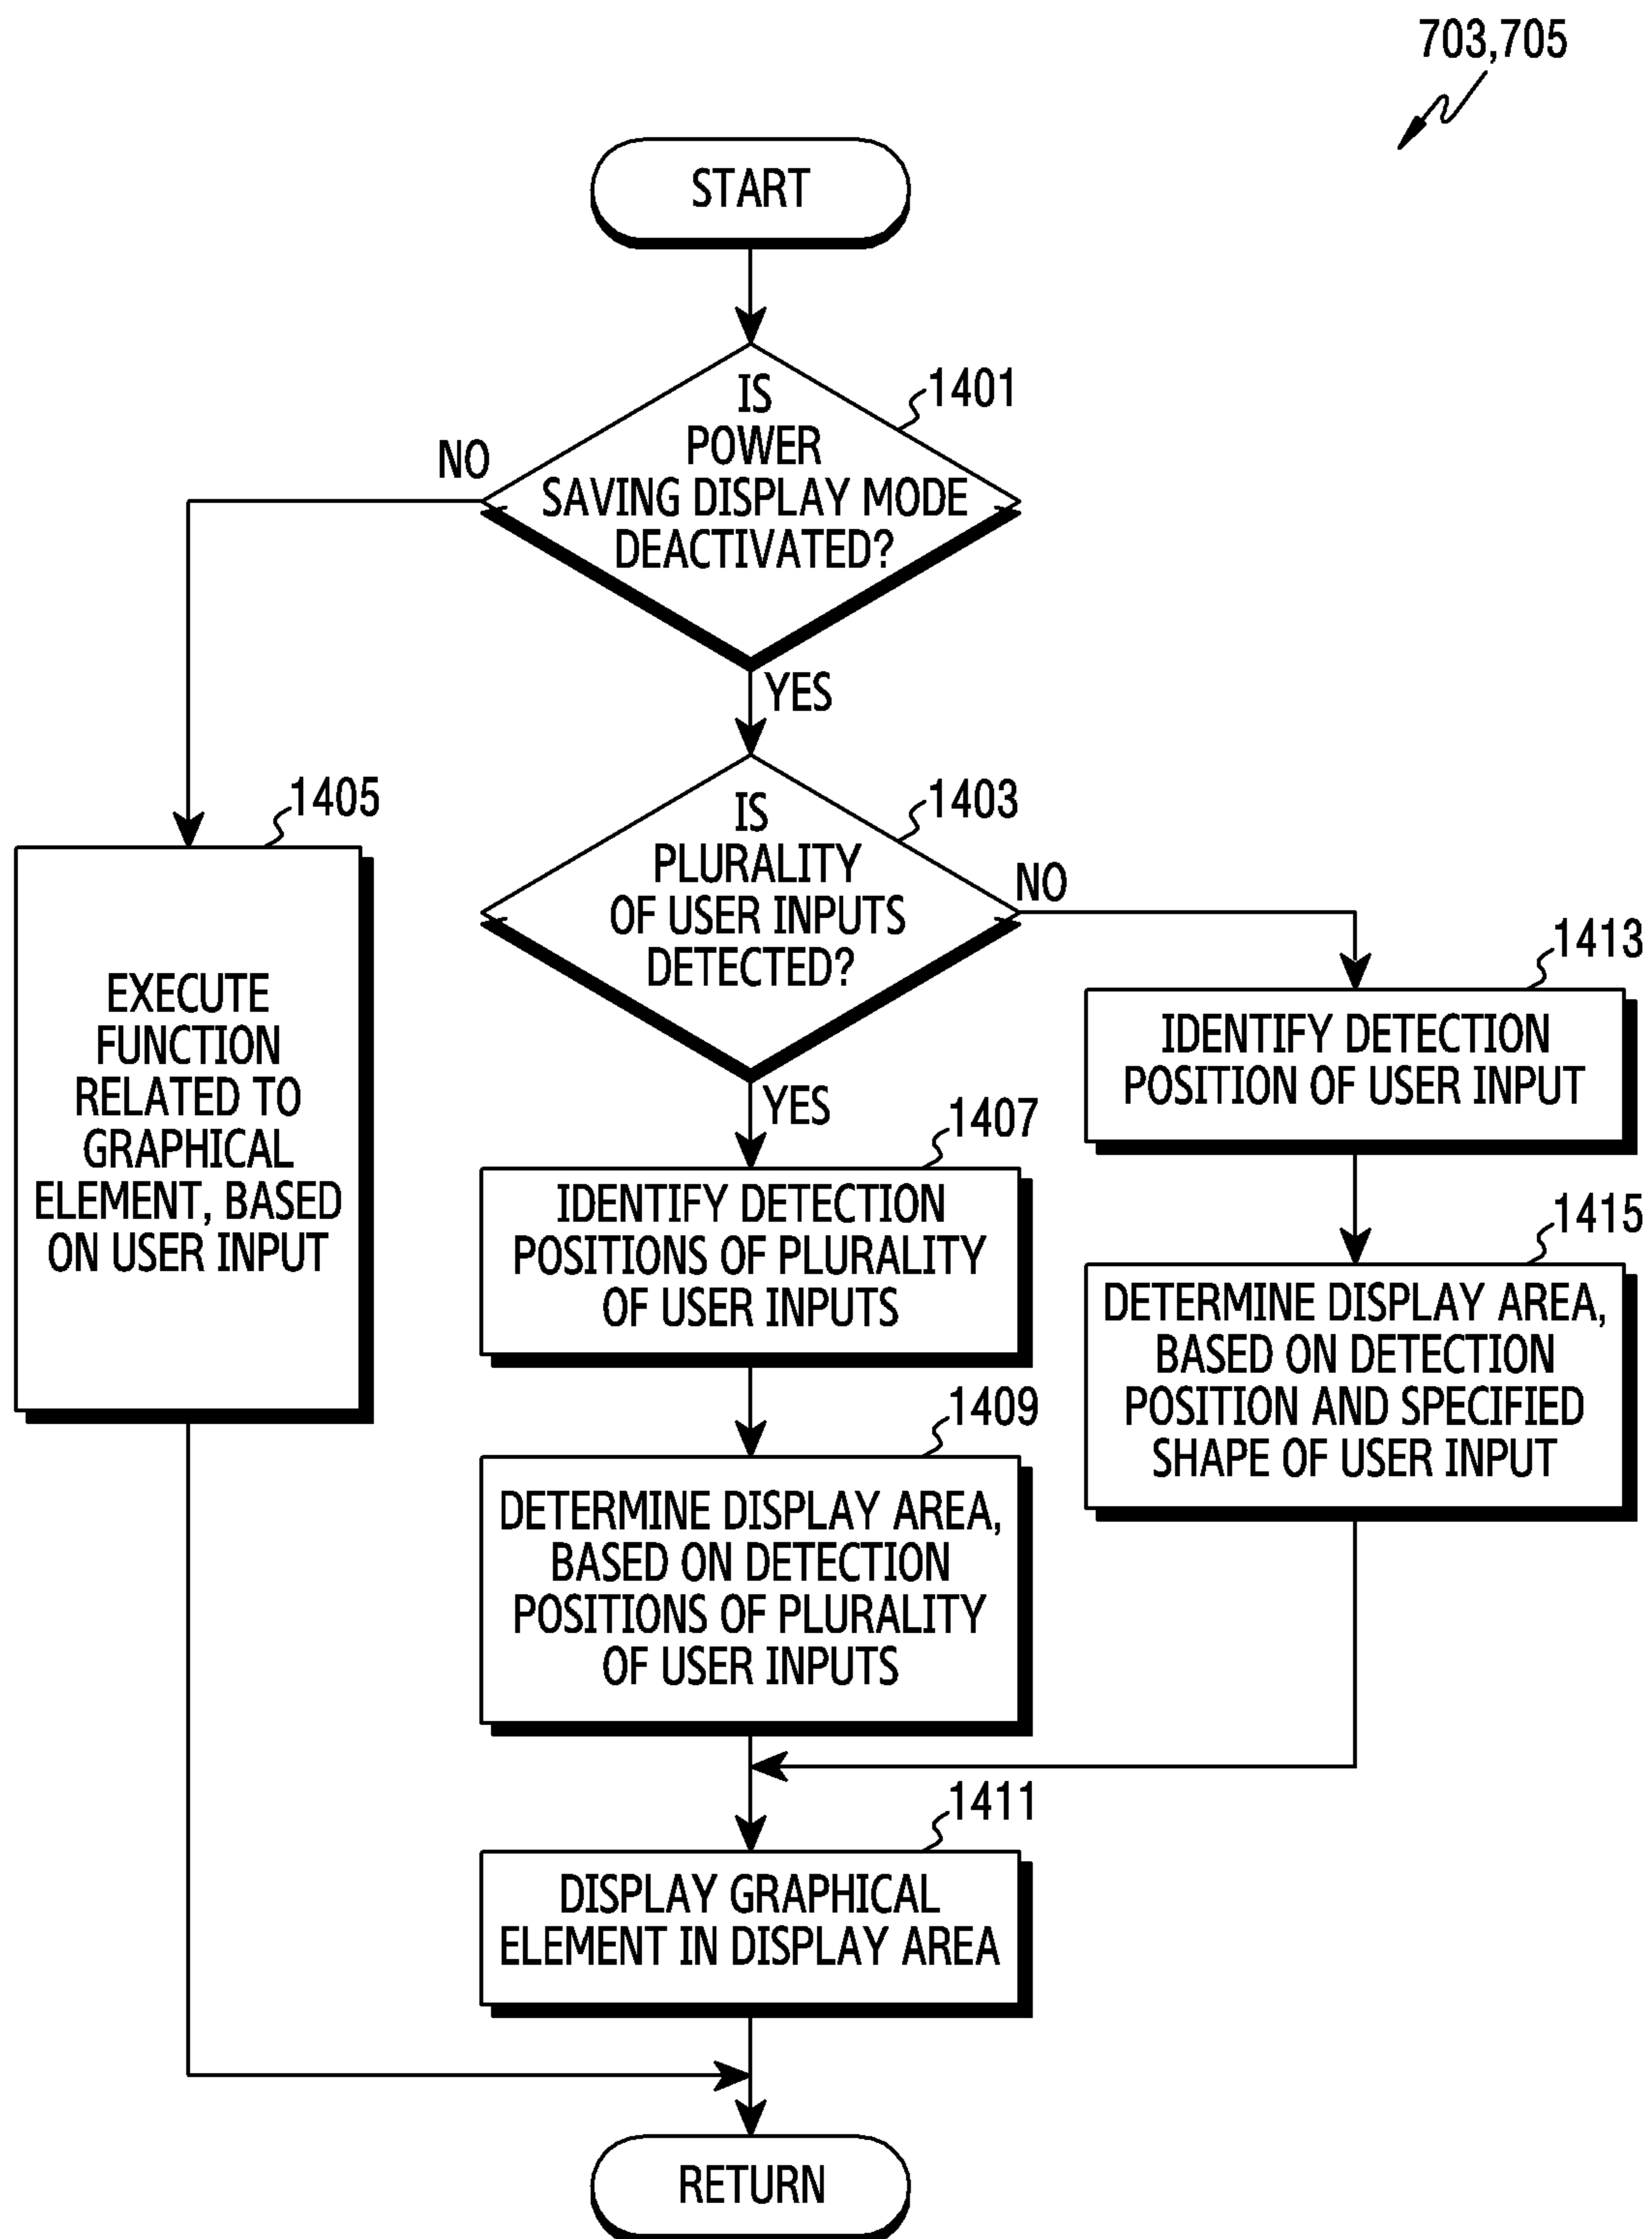 703,705
START
1401
IS
POWER
SAVING DISPLAY MODE
DEACTIVATED?
NO
YES
1403
IS
PLURALITY
OF USER INPUTS
DETECTED?
NO
YES
1405
EXECUTE
FUNCTION
RELATED TO
GRAPHICAL
ELEMENT, BASED
ON USER INPUT
1407
IDENTIFY DETECTION
POSITIONS OF PLURALITY
OF USER INPUTS
1409
DETERMINE DISPLAY AREA,
BASED ON DETECTION
POSITIONS OF PLURALITY
OF USER INPUTS
1413
IDENTIFY DETECTION
POSITION OF USER INPUT
1415
DETERMINE DISPLAY AREA,
BASED ON DETECTION
POSITION AND SPECIFIED
SHAPE OF USER INPUT
1411
DISPLAY GRAPHICAL
ELEMENT IN DISPLAY AREA
RETURN